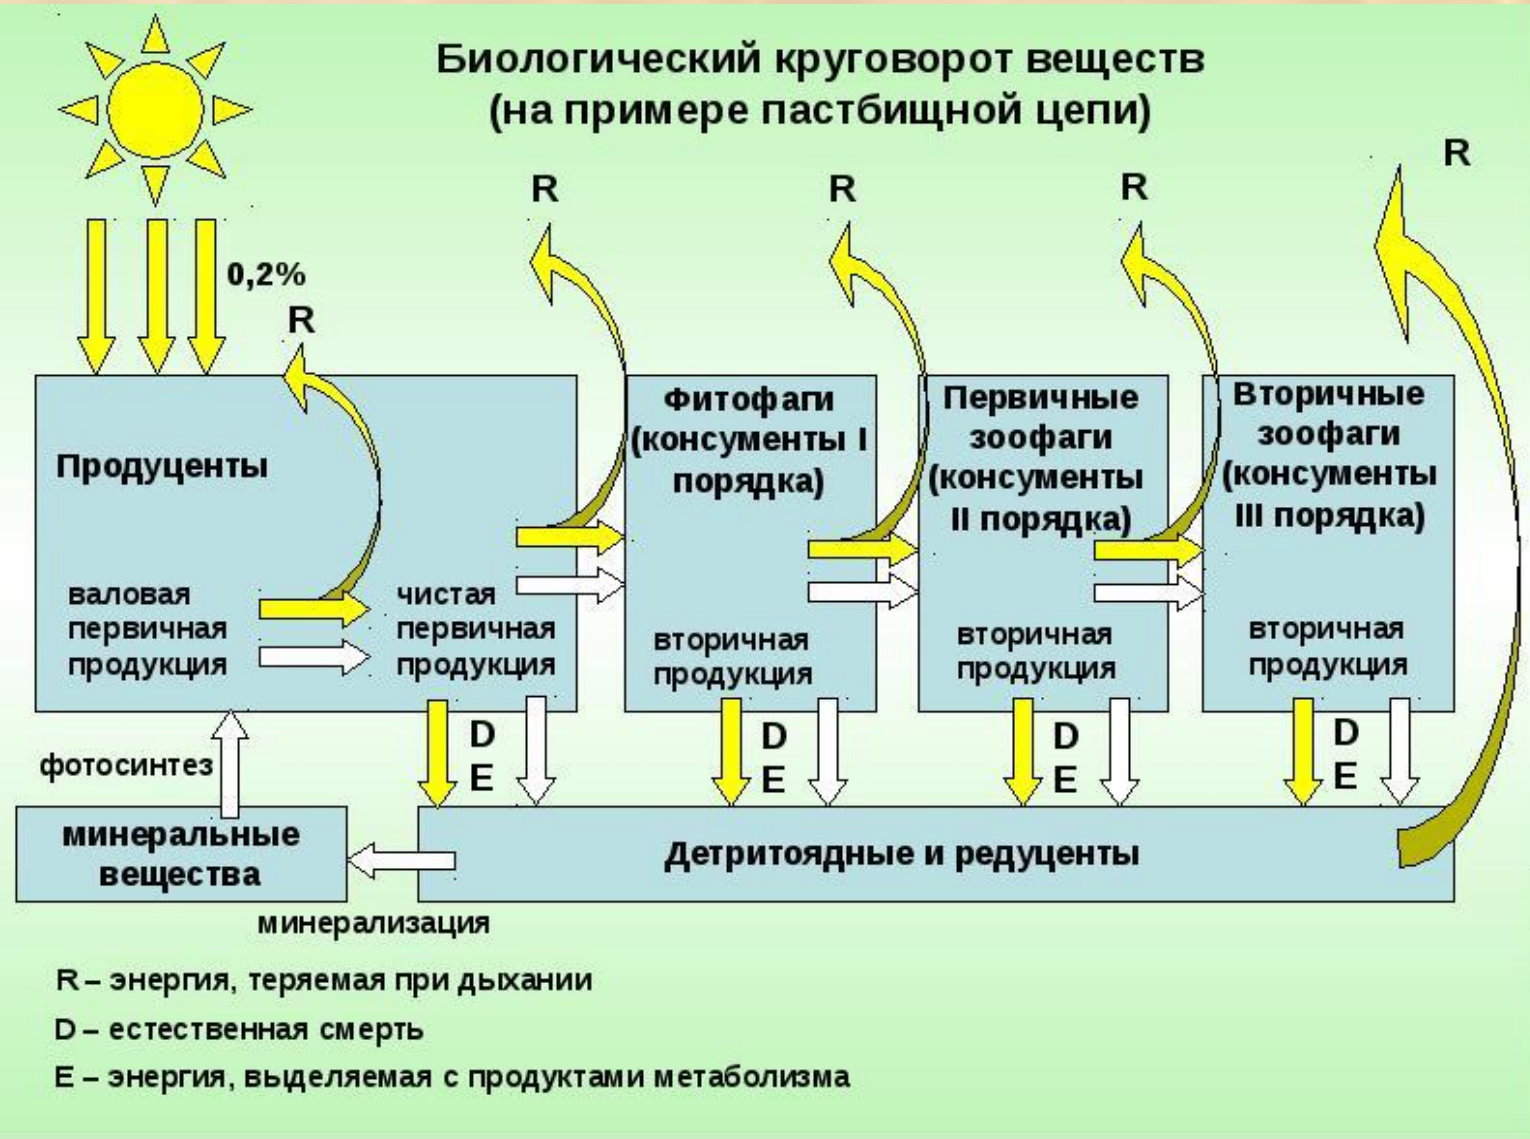 Биологический круговорот веществ
(на примере пастбищной цепи)
R
R
R
R
0,2%
R
Продуценты
валовая
первичная
продукция
чистая
первичная
продукция
Фитофаги
(консументы I
порядка)
вторичная
продукция
Первичные
зоофаги
(консументы
II порядка)
вторичная
продукция
Вторичные
зоофаги
(консументы
III порядка)
вторичная
продукция
D
E
D
E
D
E
D
E
фотосинтез
минеральные
вещества
Детритоядные и редуценты
минерализация
R – энергия, теряемая при дыхании
D – естественная смерть
E – энергия, выделяемая с продуктами метаболизма